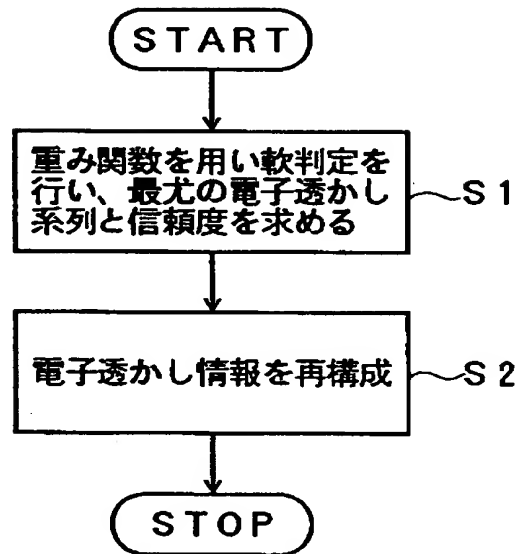 START
重み関数を用い軟判定を
行い、最尤の電子透かし
系列と信頼度を求める
S1
電子透かし情報を再構成
S2
STOP